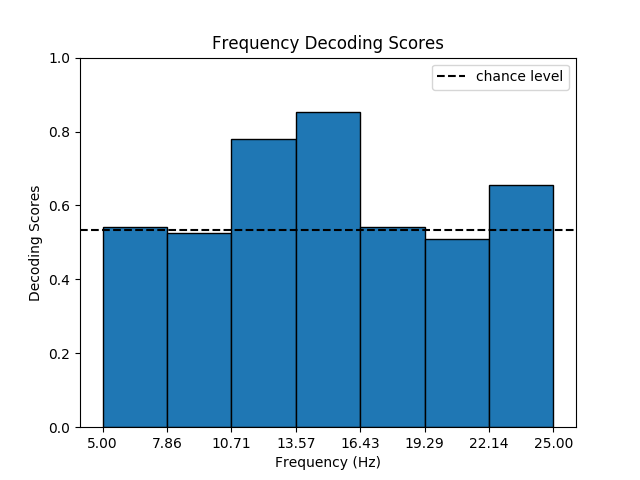 Frequency Decoding Scores
chance level
Decoding Scores
1.0
0.8
0.6
0.4
0.2
0.0
5.00 7.86 10.71 13.57 16.43 19.29 22.14 25.00
Frequency (Hz)